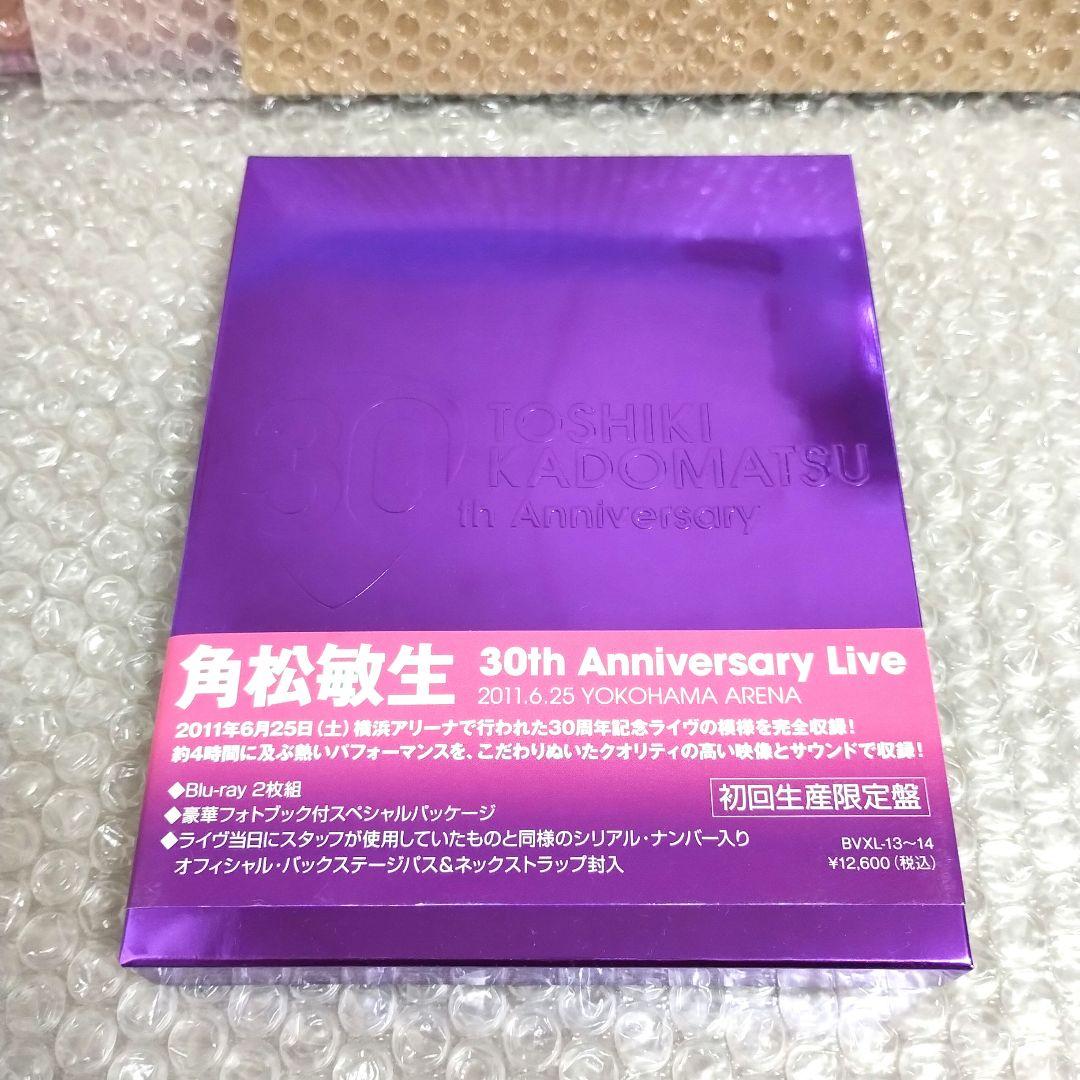 30
TOSHIKI
KADOMATSU
th Anniversary
角松敏生 30th Anniversary Live
2011.6.25 YOKOHAMA ARENA
2011年6月25日(土)横浜アリーナで行われた30周年記念ライヴの模様を完全収録!
約4時間に及ぶ熱いパフォーマンスを、こだわりぬいたクオリティの高い映像とサウンドで収録!
◆Blu-ray 2枚組
◆豪華フォトブック付スペシャルパッケージ
◆ライヴ当日にスタッフが使用していたものと同様のシリアル・ナンバー入り
オフィシャル・バックステージパス&ネックストラップ封入
初回生産限定盤
BVXL-13〜14
¥12,600(税込)